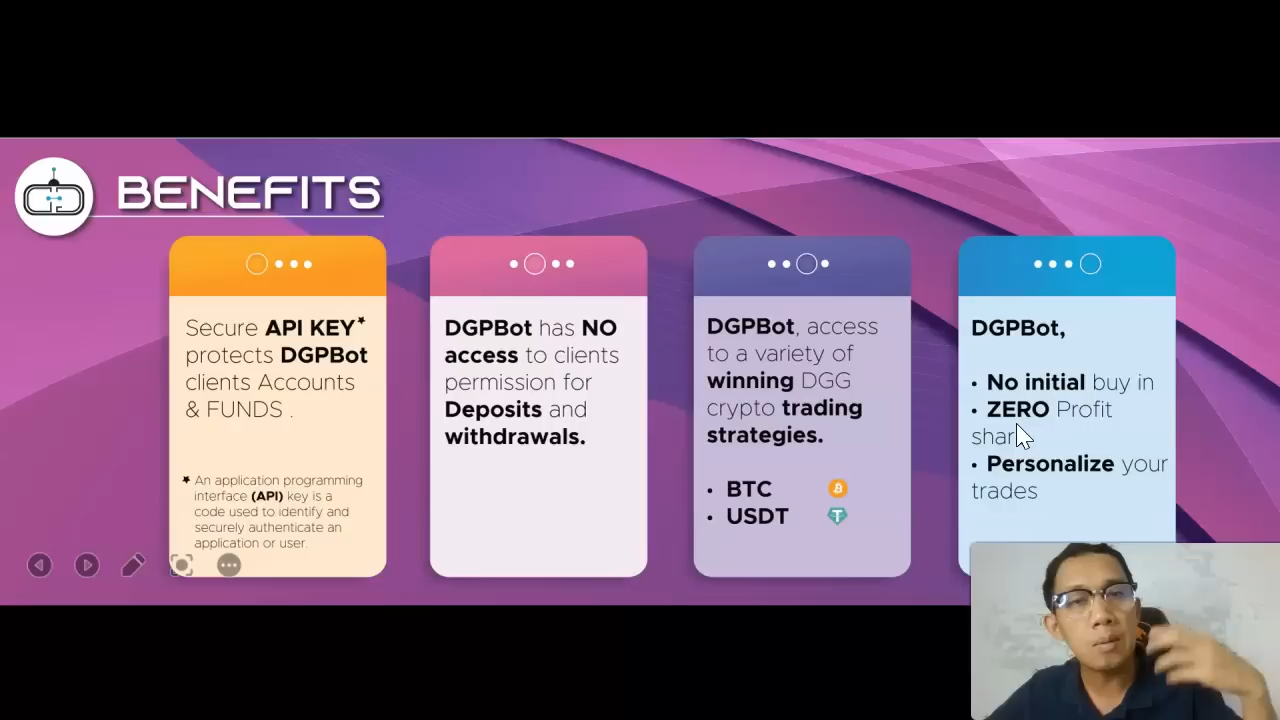 BENEFITS
Secure API KEY*
protects DGPBot
clients Accounts
& FUNDS .
* An application programming
interface (API) key is a
code used to identify and
securely authenticate an
application or user.
DGPBot has NO
access to clients
permission for
Deposits and
withdrawals.
DGPBot, access
to a variety of
winning DGG
crypto trading
strategies.
• BTC
• USDT
DGPBot,
• No initial buy in
• ZERO Profit
shar
• Personalize your
trades